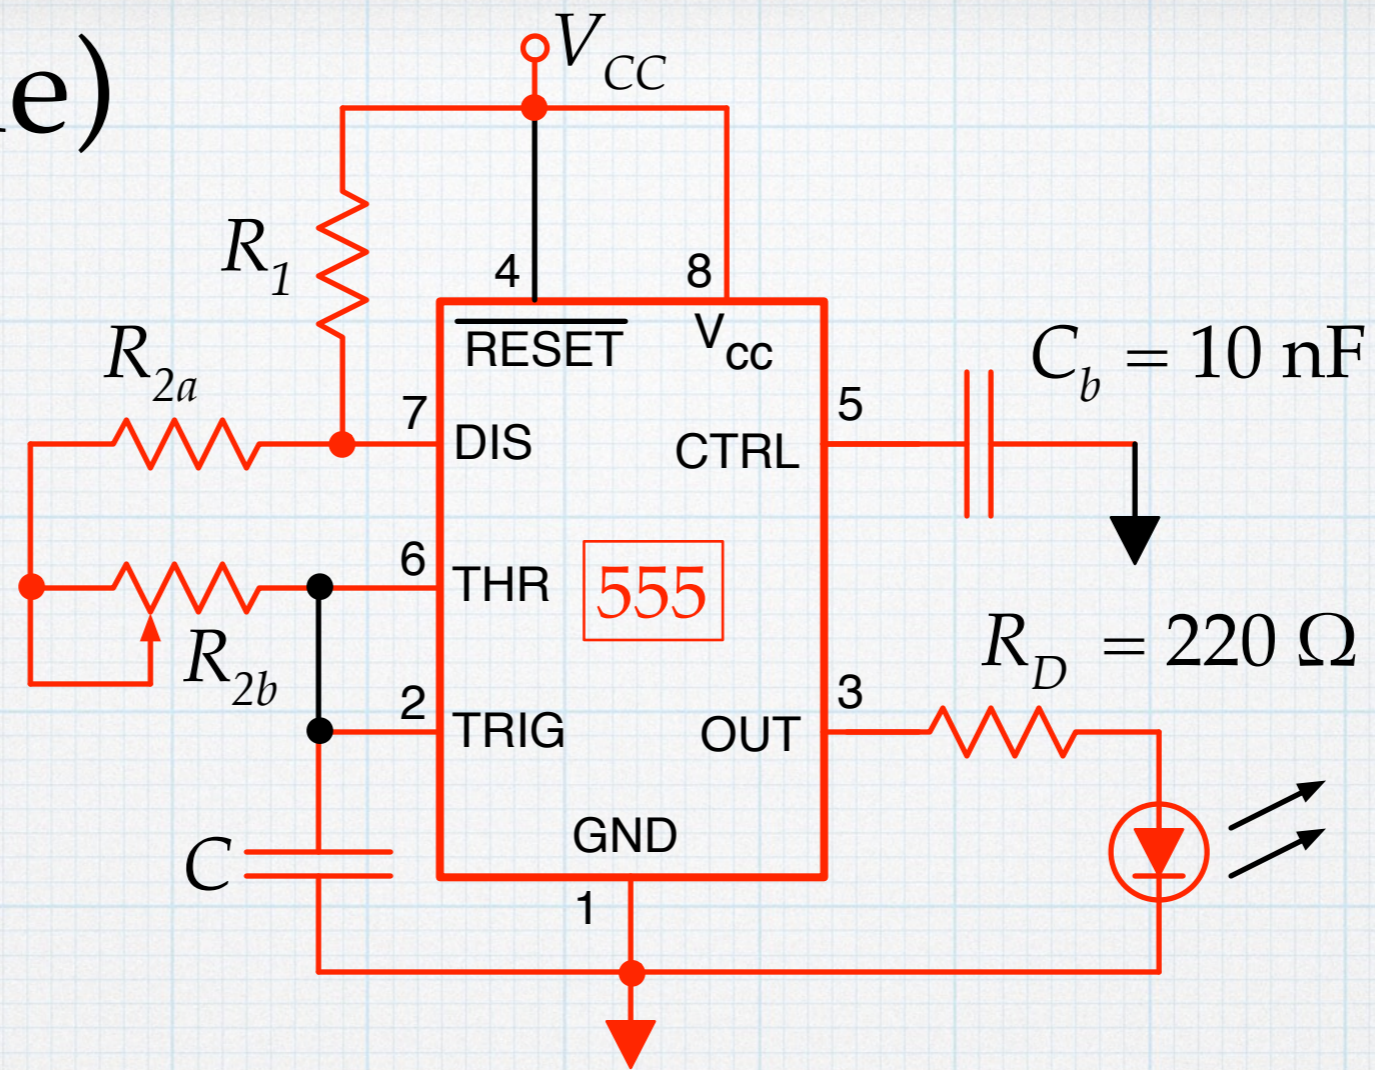 e)
V_CC
R_1
4
8
RESET
V_CC
C_b = 10 nF
R_2a
7
DIS
5
CTRL
6
THR
555
R_2b
R_D = 220 Ω
2
TRIG
3
OUT
GND
C
1